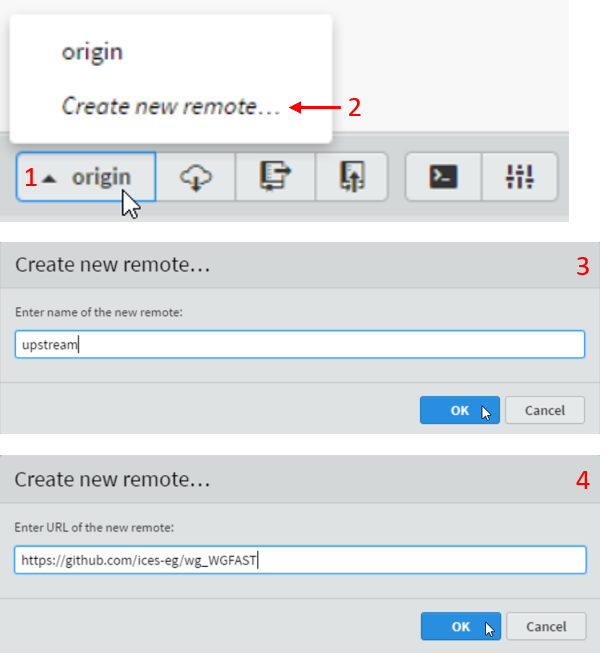 origin
Create new remote...
2
1 origin
Create new remote...
3
Enter name of the new remote:
upstream
OK
Cancel
Create new remote...
4
Enter URL of the new remote:
https://github.com/ices-eg/wg_WGFAST
OK
Cancel